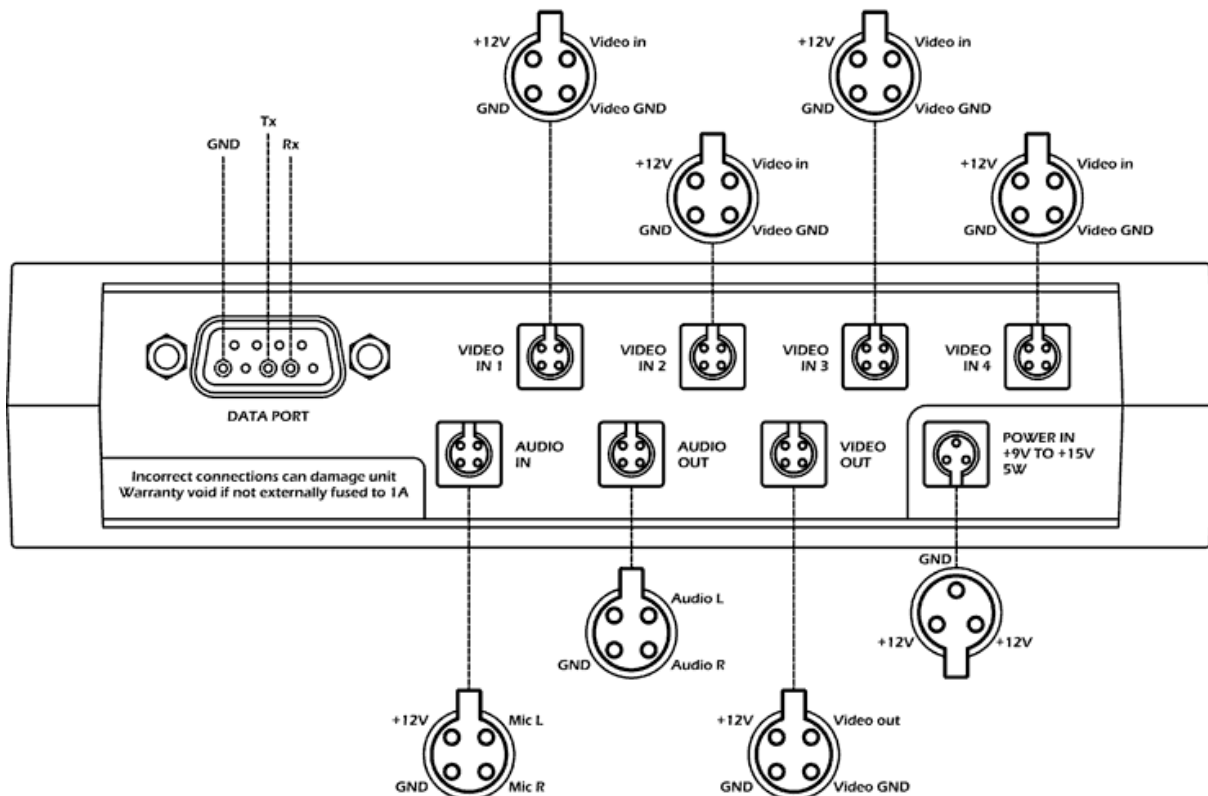 +12V Video in
GND Video GND
+12V Video in
GND Video GND
+12V Video in
GND Video GND
+12V Video in
GND Video GND
GND
Tx
Rx
DATA PORT
VIDEO
IN 1
VIDEO
IN 2
VIDEO
IN 3
VIDEO
IN 4
Incorrect connections can damage unit
Warranty void if not externally fused to 1A
AUDIO
IN
AUDIO
OUT
VIDEO
OUT
POWER IN
+9V TO +15V
5W
Audio L
GND Audio R
GND
+12V +12V
+12V Mic L
GND Mic R
+12V Video out
GND Video GND